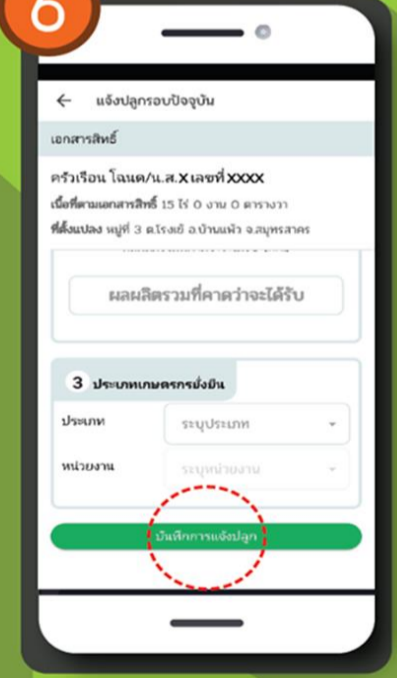 6
แจ้งปลูกรอบปัจจุบัน
เอกสารสิทธิ์
ครัวเรือน โฉนด/น.ส.X เลขที่ XXXX
เนื้อที่ตามเอกสารสิทธิ์ 15 ไร่ 0 งาน 0 ตารางวา
ที่ตั้งแปลง หมู่ที่ 3 ต.โรงเข้ อ.บ้านแพ้ว จ.สมุทรสาคร
ผลผลิตรวมที่คาดว่าจะได้รับ
3 ประเภทเกษตรกรยั่งยืน
ประเภท ระบุประเภท
หน่วยงาน ระบุหน่วยงาน
บันทึกการแจ้งปลูก